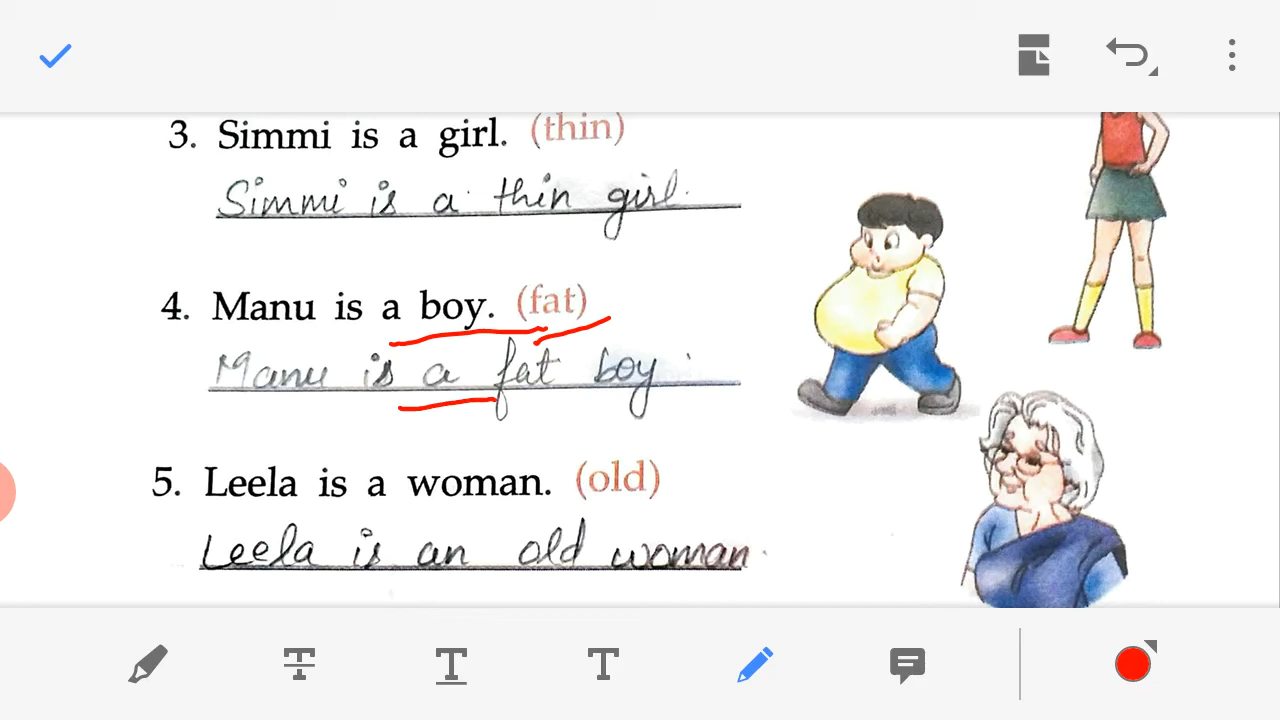 3. Simmi is a girl. (thin)
Simmi is a thin girl.
4. Manu is a boy. (fat)
Manu is a fat boy.
5. Leela is a woman. (old)
Leela is an old woman.
T T T